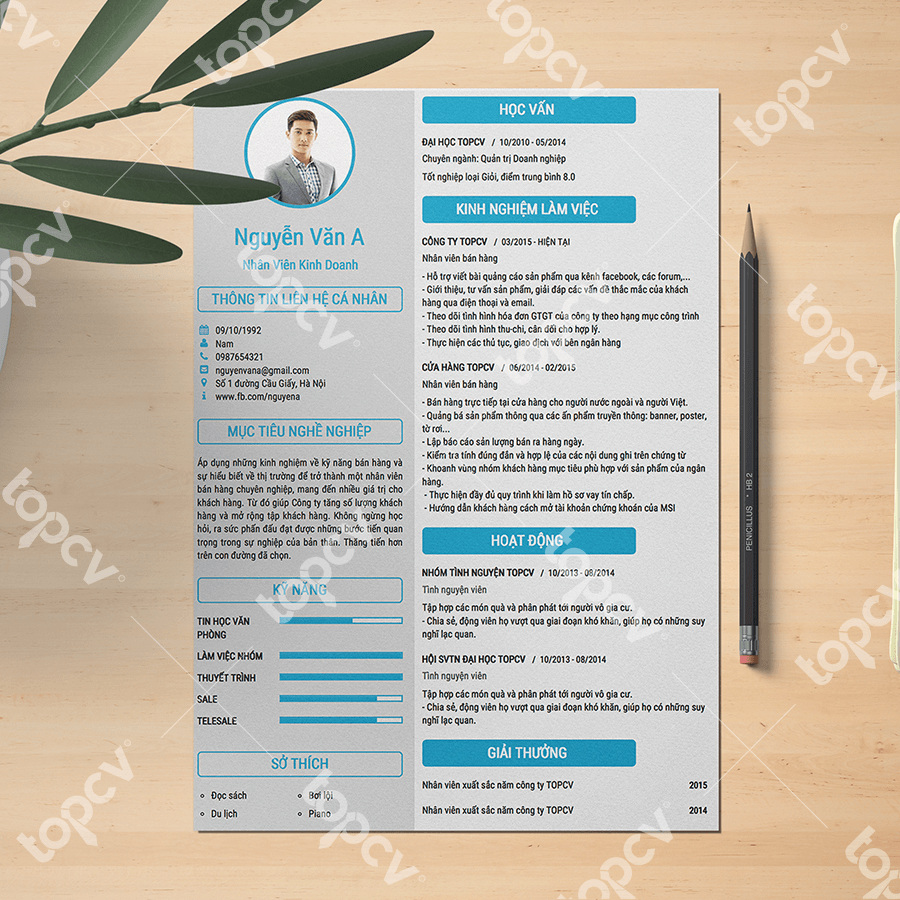 Nguyễn Văn A
Nhân Viên Kinh Doanh
THÔNG TIN LIÊN HỆ CÁ NHÂN
09/10/1992
Nam
0987654321
nguyenvana@gmail.com
Số 1 đường Cầu Giấy, Hà Nội
www.fb.com/nguyena
MỤC TIÊU NGHỀ NGHIỆP
Áp dụng những kinh nghiệm về kỹ năng bán hàng và
sự hiểu biết về thị trường để trở thành một nhân viên
bán hàng chuyên nghiệp, mang đến nhiều giá trị cho
khách hàng. Từ đó giúp Công ty tăng số lượng khách
hàng và mở rộng tập khách hàng. Không ngừng học
hỏi, ra sức phấn đấu đạt được những bước tiến quan
trọng trong sự nghiệp của bản thân. Thăng tiến hơn
trên con đường đã chọn.
KỸ NĂNG
TIN HỌC VĂN
PHÒNG
LÀM VIỆC NHÓM
THUYẾT TRÌNH
SALE
TELESALE
SỞ THÍCH
Đọc sách
Bơi lội
Du lịch
Piano
HỌC VẤN
ĐẠI HỌC TOPCV / 10/2010 - 05/2014
Chuyên ngành: Quản trị Doanh nghiệp
Tốt nghiệp loại Giỏi, điểm trung bình 8.0
KINH NGHIỆM LÀM VIỆC
CÔNG TY TOPCV / 03/2015 - HIỆN TẠI
Nhân viên bán hàng
- Hỗ trợ viết bài quảng cáo sản phẩm qua kênh facebook, các forum,...
- Giới thiệu, tư vấn sản phẩm, giải đáp các vấn đề thắc mắc của khách
hàng qua điện thoại và email.
- Theo dõi tình hình hóa đơn GTGT của công ty theo hạng mục công trình
- Theo dõi tình hình thu-chi, cân đối cho hợp lý.
- Thực hiện các thủ tục, giao dịch với bên ngân hàng
CỬA HÀNG TOPCV / 06/2014 - 02/2015
Nhân viên bán hàng
- Bán hàng trực tiếp tại cửa hàng cho người nước ngoài và người Việt.
- Quảng bá sản phẩm thông qua các ấn phẩm truyền thông: banner, poster,
tờ rơi...
- Lập báo cáo sản lượng bán ra hàng ngày.
- Kiểm tra tính đúng đắn và hợp lệ của các nội dung ghi trên chứng từ
- Khoanh vùng nhóm khách hàng mục tiêu phù hợp với sản phẩm của ngân
hàng.
- Thực hiện đầy đủ quy trình khi làm hồ sơ vay tín chấp.
- Hướng dẫn khách hàng cách mở tài khoản chứng khoán của MSI
HOẠT ĐỘNG
NHÓM TÌNH NGUYỆN TOPCV / 10/2013 - 08/2014
Tình nguyện viên
Tập hợp các món quà và phân phát tới người vô gia cư.
- Chia sẻ, động viên họ vượt qua giai đoạn khó khăn, giúp họ có những suy
nghĩ lạc quan.
HỘI SVTN ĐẠI HỌC TOPCV / 10/2013 - 08/2014
Tình nguyện viên
Tập hợp các món quà và phân phát tới người vô gia cư.
- Chia sẻ, động viên họ vượt qua giai đoạn khó khăn, giúp họ có những suy
nghĩ lạc quan.
GIẢI THƯỞNG
Nhân viên xuất sắc năm công ty TOPCV 2015
Nhân viên xuất sắc năm công ty TOPCV 2014
PENICILLUS * HB 2
topcv
topcv
topcv
topcv
topcv
topcv
topcv
topcv
topcv
topcv
topcv
topcv
topcv
topcv